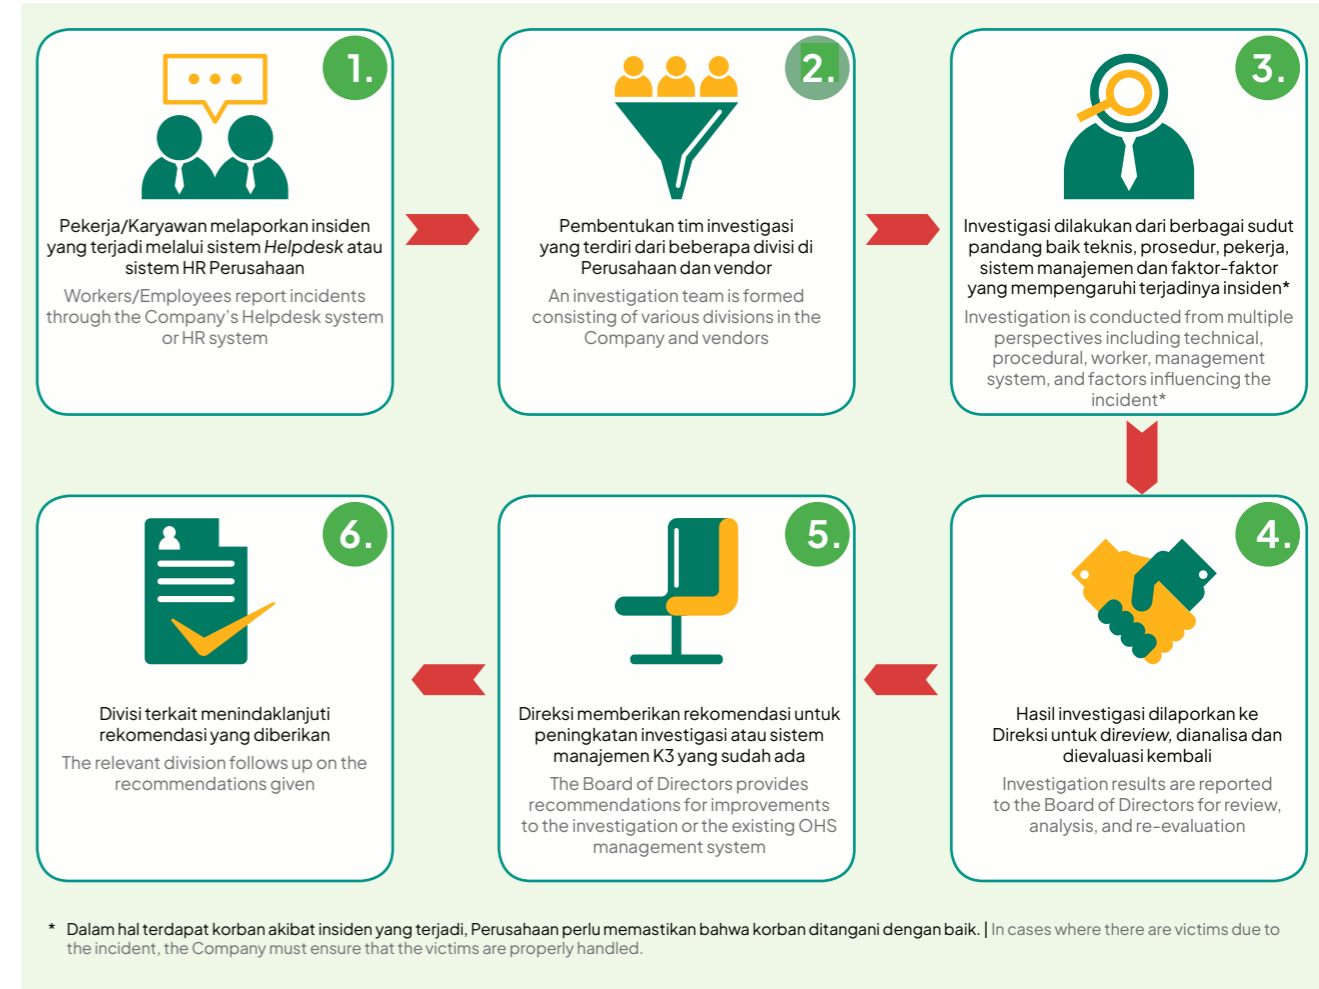 1.
Pekerja/Karyawan melaporkan insiden
yang terjadi melalui sistem Helpdesk atau
sistem HR Perusahaan
Workers/Employees report incidents
through the Company's Helpdesk system
or HR system
2.
Pembentukan tim investigasi
yang terdiri dari beberapa divisi di
Perusahaan dan vendor
An investigation team is formed
consisting of various divisions in the
Company and vendors
3.
Investigasi dilakukan dari berbagai sudut
pandang baik teknis, prosedur, pekerja,
sistem manajemen dan faktor-faktor
yang mempengaruhi terjadinya insiden*
Investigation is conducted from multiple
perspectives including technical,
procedural, worker, management
system, and factors influencing the
incident*
4.
Hasil investigasi dilaporkan ke
Direksi untuk direview, dianalisa dan
dievaluasi kembali
Investigation results are reported
to the Board of Directors for review,
analysis, and re-evaluation
5.
Direksi memberikan rekomendasi untuk
peningkatan investigasi atau sistem
manajemen K3 yang sudah ada
The Board of Directors provides
recommendations for improvements
to the investigation or the existing OHS
management system
6.
Divisi terkait menindaklanjuti
rekomendasi yang diberikan
The relevant division follows up on the
recommendations given
* Dalam hal terdapat korban akibat insiden yang terjadi, Perusahaan perlu memastikan bahwa korban ditangani dengan baik. | In cases where there are victims due to
the incident, the Company must ensure that the victims are properly handled.